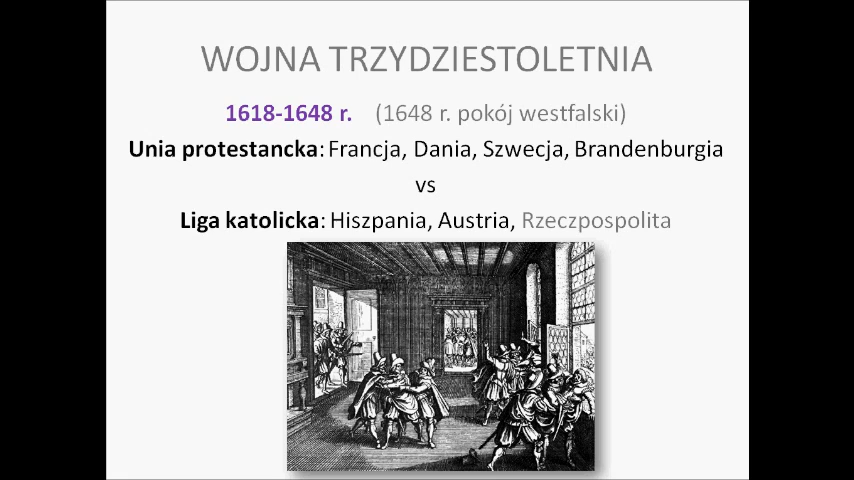 WOJNA TRZYDZIESTOLETNIA
1618-1648 r. (1648 r. pokój westfalski)
Unia protestancka: Francja, Dania, Szwecja, Brandenburgia
vs
Liga katolicka: Hiszpania, Austria, Rzeczpospolita